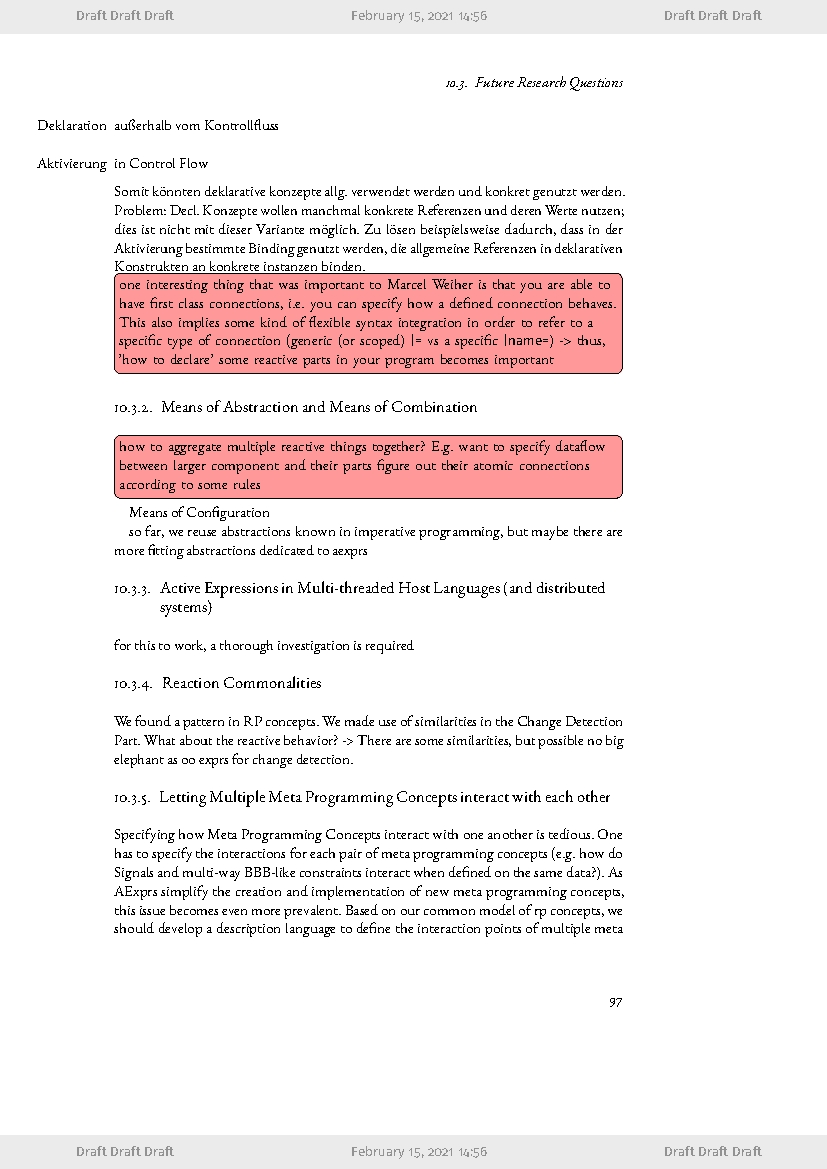 Draft Draft Draft February 15, 2021 14:56 Draft Draft Draft
10.3. Future Research Questions
Deklaration außerhalb vom Kontrollfluss
Aktivierung in Control Flow
Somit könnten deklarative konzepte allg. verwendet werden und konkret genutzt werden.
Problem: Decl. Konzepte wollen manchmal konkrete Referenzen und deren Werte nutzen;
dies ist nicht mit dieser Variante möglich. Zu lösen beispielsweise dadurch, dass in der
Aktivierung bestimmte Binding genutzt werden, die allgemeine Referenzen in deklarativen
Konstrukten an konkrete instanzen binden.
one interesting thing that was important to Marcel Weiher is that you are able to
have first class connections, i.e. you can specify how a defined connection behaves.
This also implies some kind of flexible syntax integration in order to refer to a
specific type of connection (generic (or scoped) |= vs a specific |name=) -> thus,
'how to declare' some reactive parts in your program becomes important
10.3.2. Means of Abstraction and Means of Combination
how to aggregate multiple reactive things together? E.g. want to specify dataflow
between larger component and their parts figure out their atomic connections
according to some rules
Means of Configuration
so far, we reuse abstractions known in imperative programming, but maybe there are
more fitting abstractions dedicated to aexprs
10.3.3. Active Expressions in Multi-threaded Host Languages (and distributed
systems)
for this to work, a thorough investigation is required
10.3.4. Reaction Commonalities
We found a pattern in RP concepts. We made use of similarities in the Change Detection
Part. What about the reactive behavior? -> There are some similarities, but possible no big
elephant as oo exprs for change detection.
10.3.5. Letting Multiple Meta Programming Concepts interact with each other
Specifying how Meta Programming Concepts interact with one another is tedious. One
has to specify the interactions for each pair of meta programming concepts (e.g. how do
Signals and multi-way BBB-like constraints interact when defined on the same data?). As
AExprs simplify the creation and implementation of new meta programming concepts,
this issue becomes even more prevalent. Based on our common model of rp concepts, we
should develop a description language to define the interaction points of multiple meta
97
Draft Draft Draft February 15, 2021 14:56 Draft Draft Draft